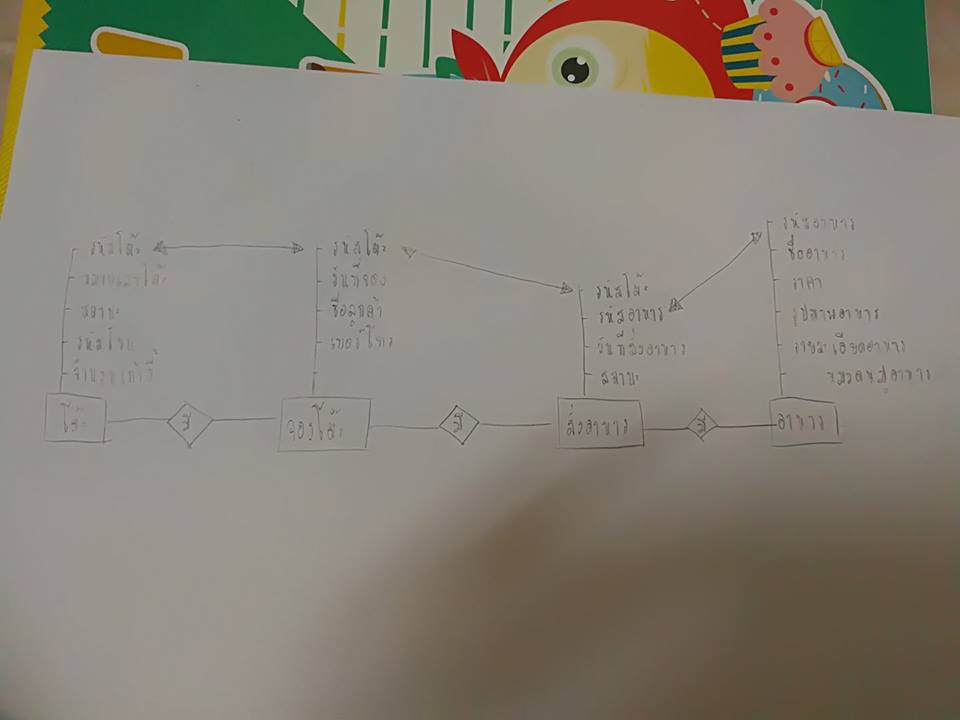 รหัสโต๊ะ
หมายเลขโต๊ะ
สถานะ
รหัสโซน
จำนวนเก้าอี้
โต๊ะ
มี
รหัสโต๊ะ
วันที่จอง
ชื่อลูกค้า
เบอร์โทร
จองโต๊ะ
มี
รหัสโต๊ะ
รหัสอาหาร
วันที่สั่งอาหาร
สถานะ
สั่งอาหาร
มี
รหัสอาหาร
ชื่ออาหาร
ราคา
รูปภาพอาหาร
รายละเอียดอาหาร
หมวดหมู่อาหาร
อาหาร